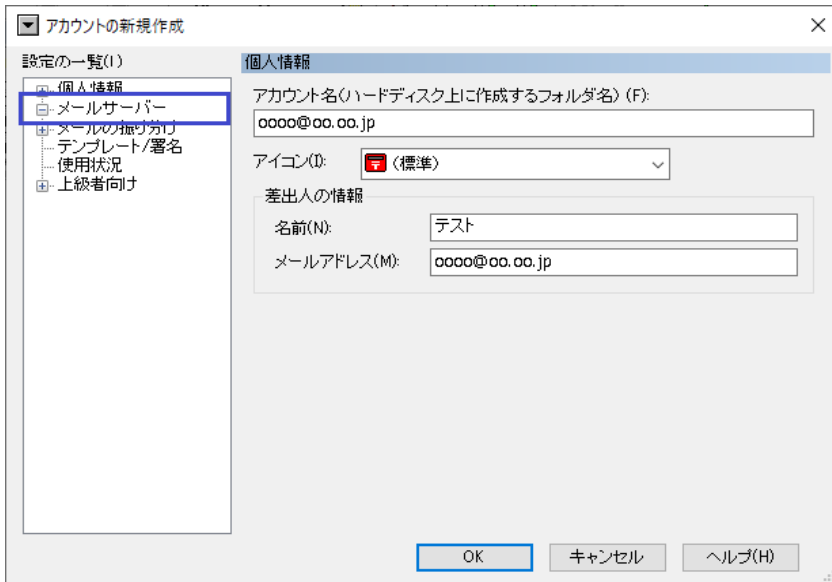 アカウントの新規作成
設定の一覧(I)
個人情報
メールサーバー
メールの振り分け
テンプレート/署名
使用状況
上級者向け
個人情報
アカウント名(ハードディスク上に作成するフォルダ名) (F):
oooo@oo.oo.jp
アイコン(I):
(標準)
差出人の情報
名前(N):
テスト
メールアドレス(M):
oooo@oo.oo.jp
OK
キャンセル
ヘルプ(H)